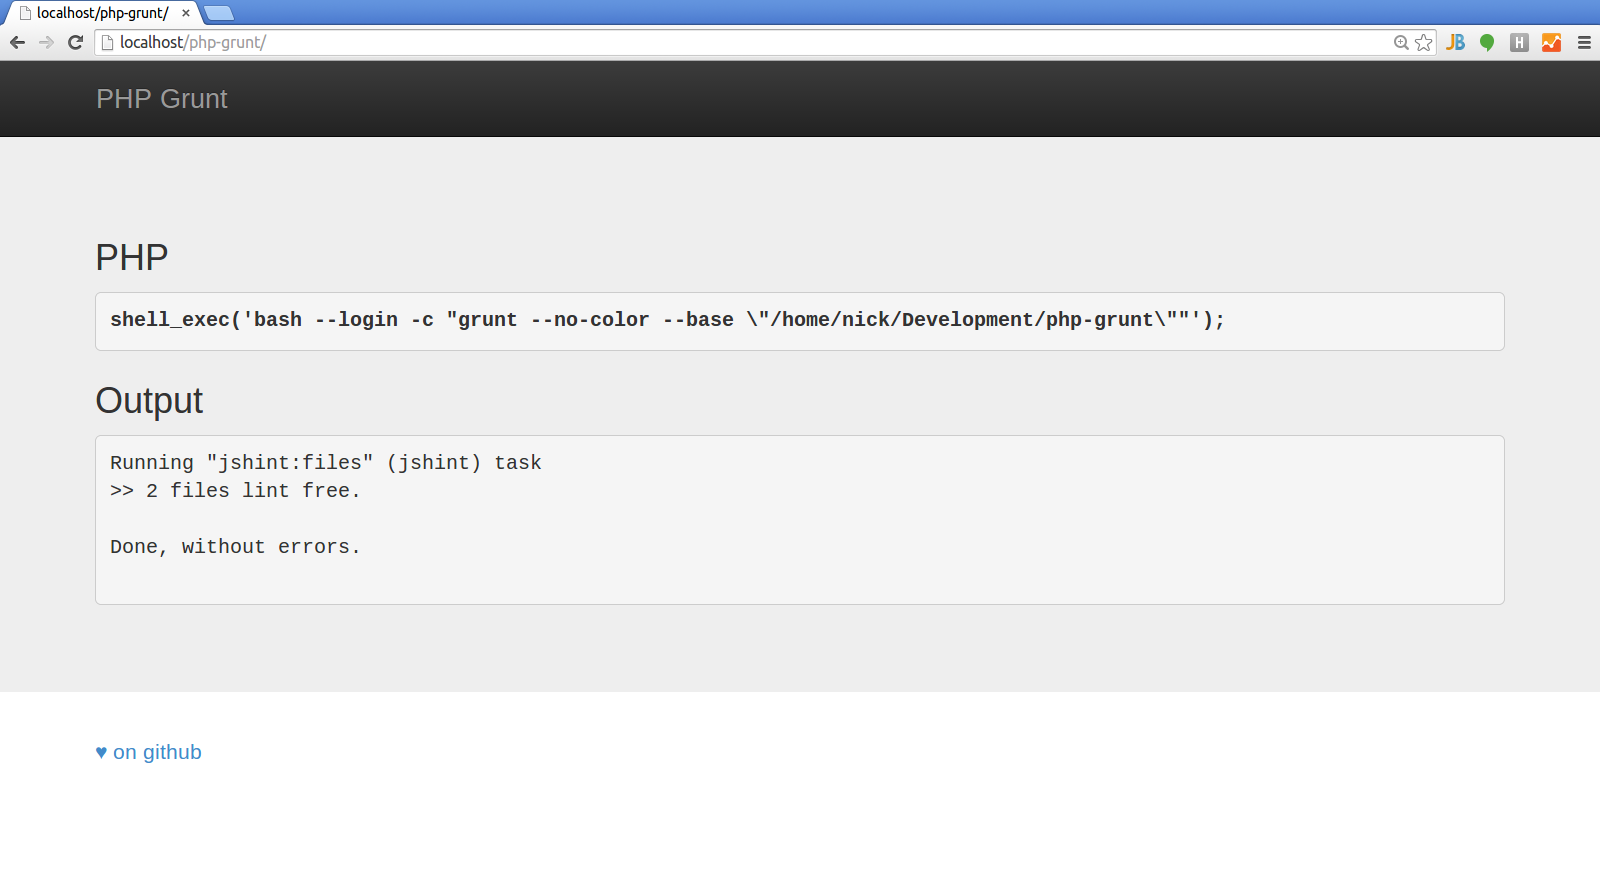 localhost/php-grunt/
localhost/php-grunt/
JB
H
PHP Grunt
PHP
shell_exec('bash --login -c "grunt --no-color --base \"/home/nick/Development/php-grunt\""');
Output
Running "jshint:files" (jshint) task
>> 2 files lint free.
Done, without errors.
♥ on github